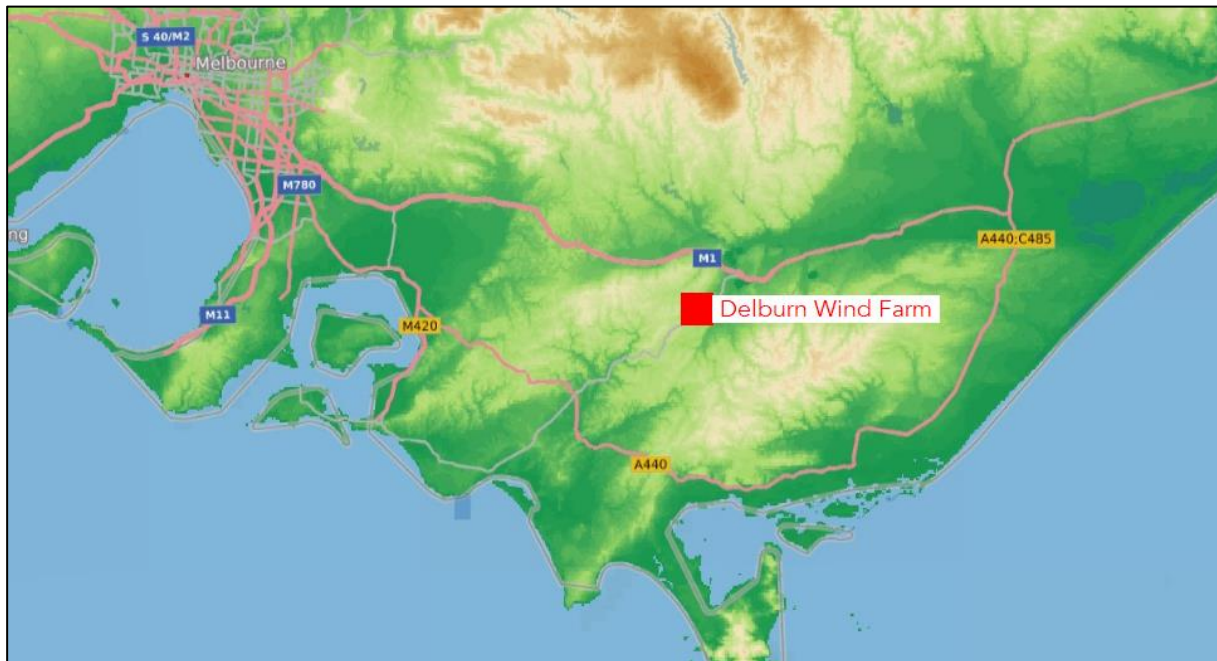 S 40/M2
Melbourne
M780
ng
A440;C485
M1
Delburn Wind Farm
M11
M420
A440